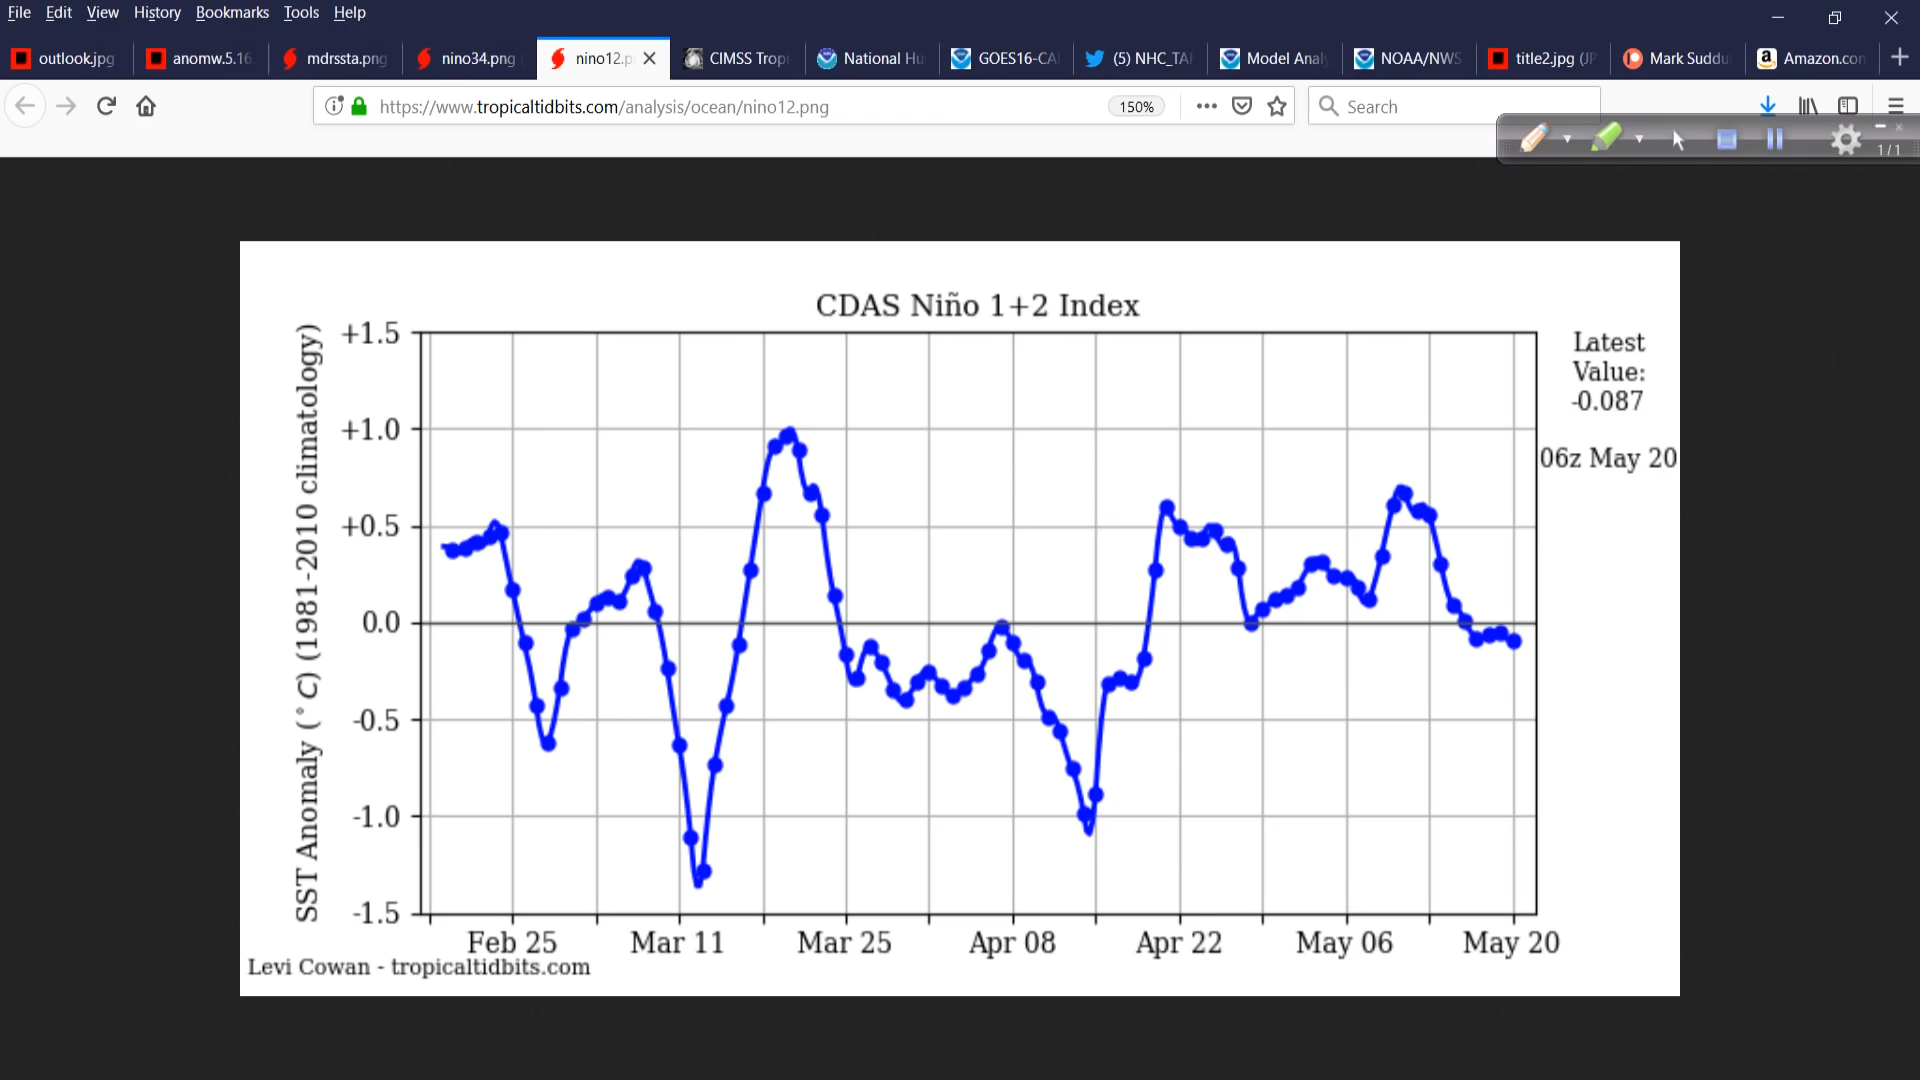 File Edit View History Bookmarks Tools Help
outlook.jpg anomw.5.16 mdrssta.png nino34.png nino12.p CIMSS Trop National Hu GOES16-CA (5) NHC_TA Model Anal NOAA/NWS title2.jpg (JP Mark Suddu Amazon.com
https://www.tropicaltidbits.com/analysis/ocean/nino12.png 150% Search
1/1
CDAS Niño 1+2 Index
SST Anomaly (°C) (1981-2010 climatology)
+1.5
+1.0
+0.5
0.0
-0.5
-1.0
-1.5
Latest
Value:
-0.087
06z May 20
Feb 25 Mar 11 Mar 25 Apr 08 Apr 22 May 06 May 20
Levi Cowan - tropicaltidbits.com